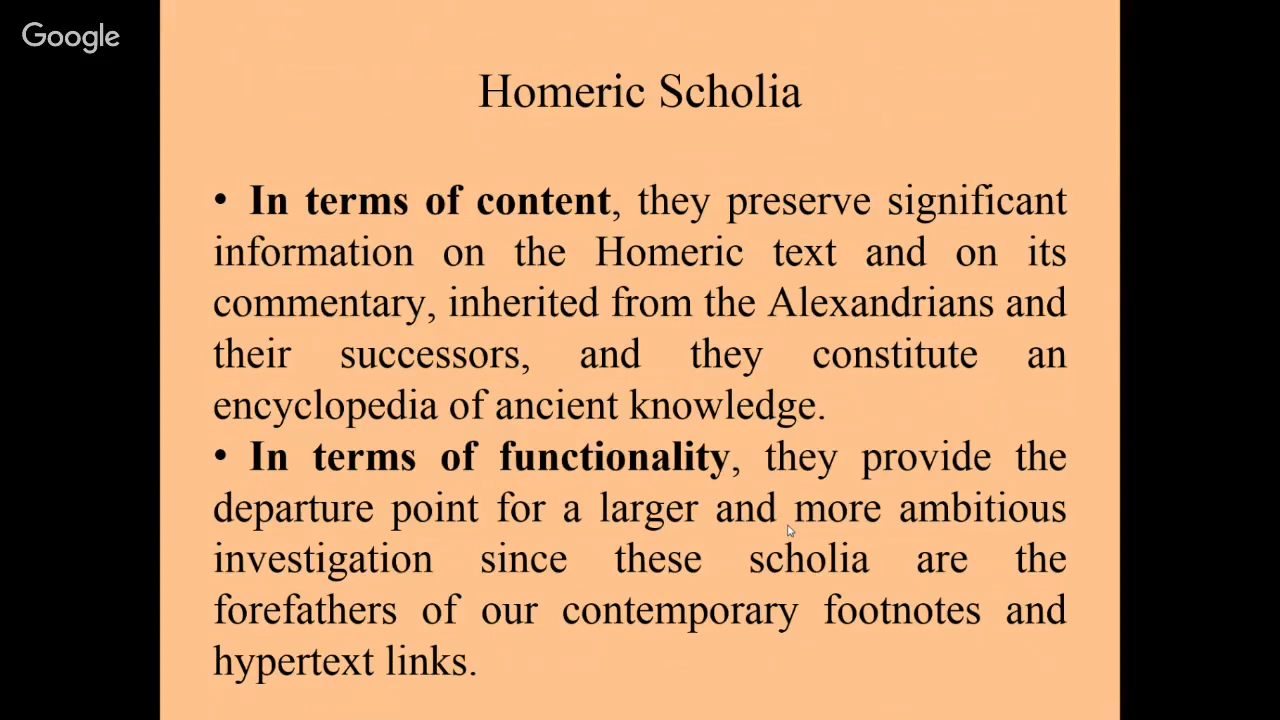 Google
Homeric Scholia
• In terms of content, they preserve significant
information on the Homeric text and on its
commentary, inherited from the Alexandrians and
their successors, and they constitute an
encyclopedia of ancient knowledge.
• In terms of functionality, they provide the
departure point for a larger and more ambitious
investigation since these scholia are the
forefathers of our contemporary footnotes and
hypertext links.